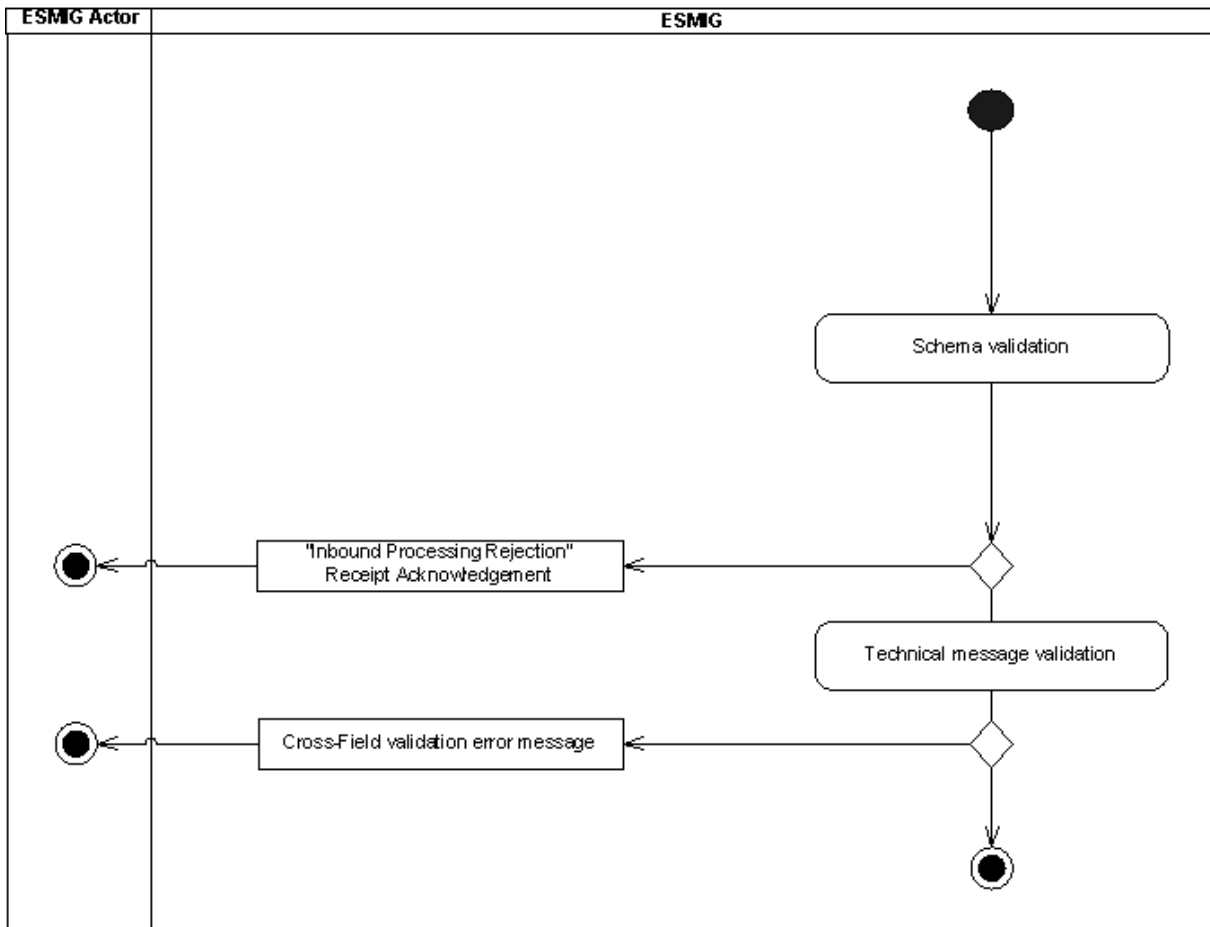 ESMIG Actor
ESMIG
Schema validation
"Inbound Processing Rejection"
Receipt Acknowledgement
Technical message validation
Cross-Field validation error message